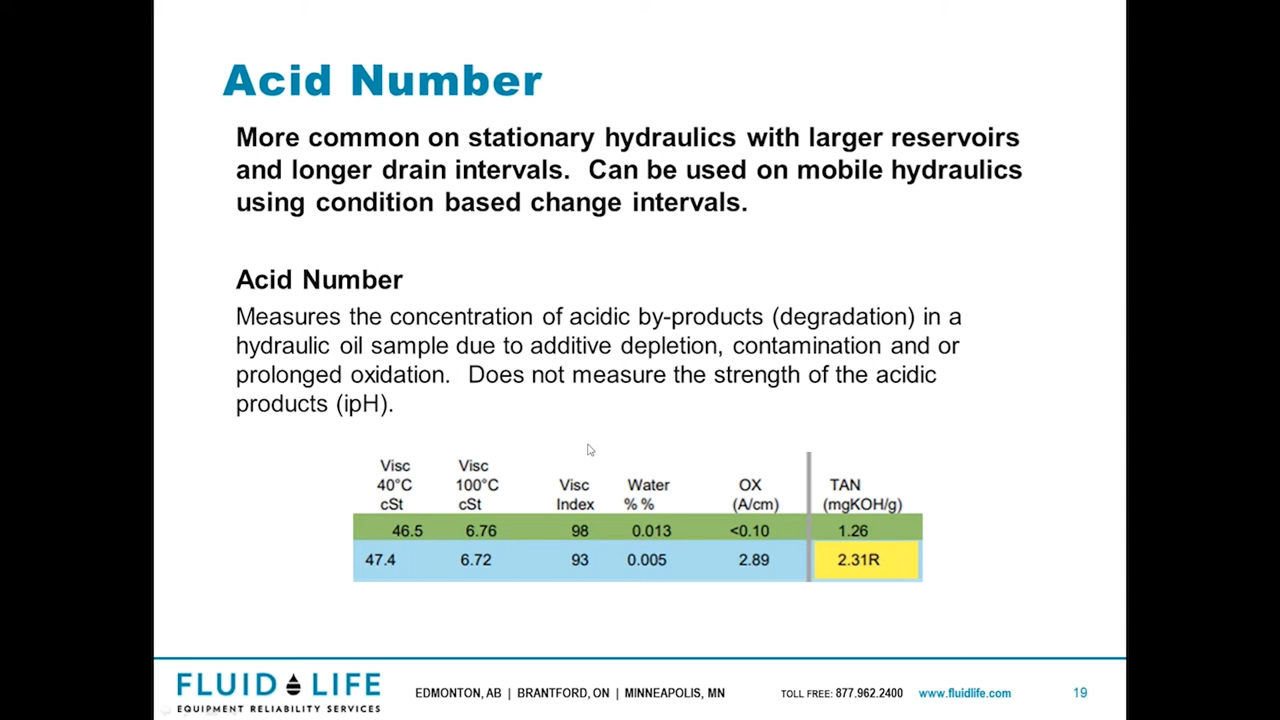 Acid Number
More common on stationary hydraulics with larger reservoirs
and longer drain intervals. Can be used on mobile hydraulics
using condition based change intervals.
Acid Number
Measures the concentration of acidic by-products (degradation) in a
hydraulic oil sample due to additive depletion, contamination and or
prolonged oxidation. Does not measure the strength of the acidic
products (ipH).
Visc 40°C cSt Visc 100°C cSt Visc Index Water % % OX (A/cm) TAN (mgKOH/g)
46.5 6.76 98 0.013 <0.10 1.26
47.4 6.72 93 0.005 2.89 2.31R
FLUID LIFE
EQUIPMENT RELIABILITY SERVICES
EDMONTON, AB | BRANTFORD, ON | MINNEAPOLIS, MN
TOLL FREE: 877.962.2400 www.fluidlife.com
19